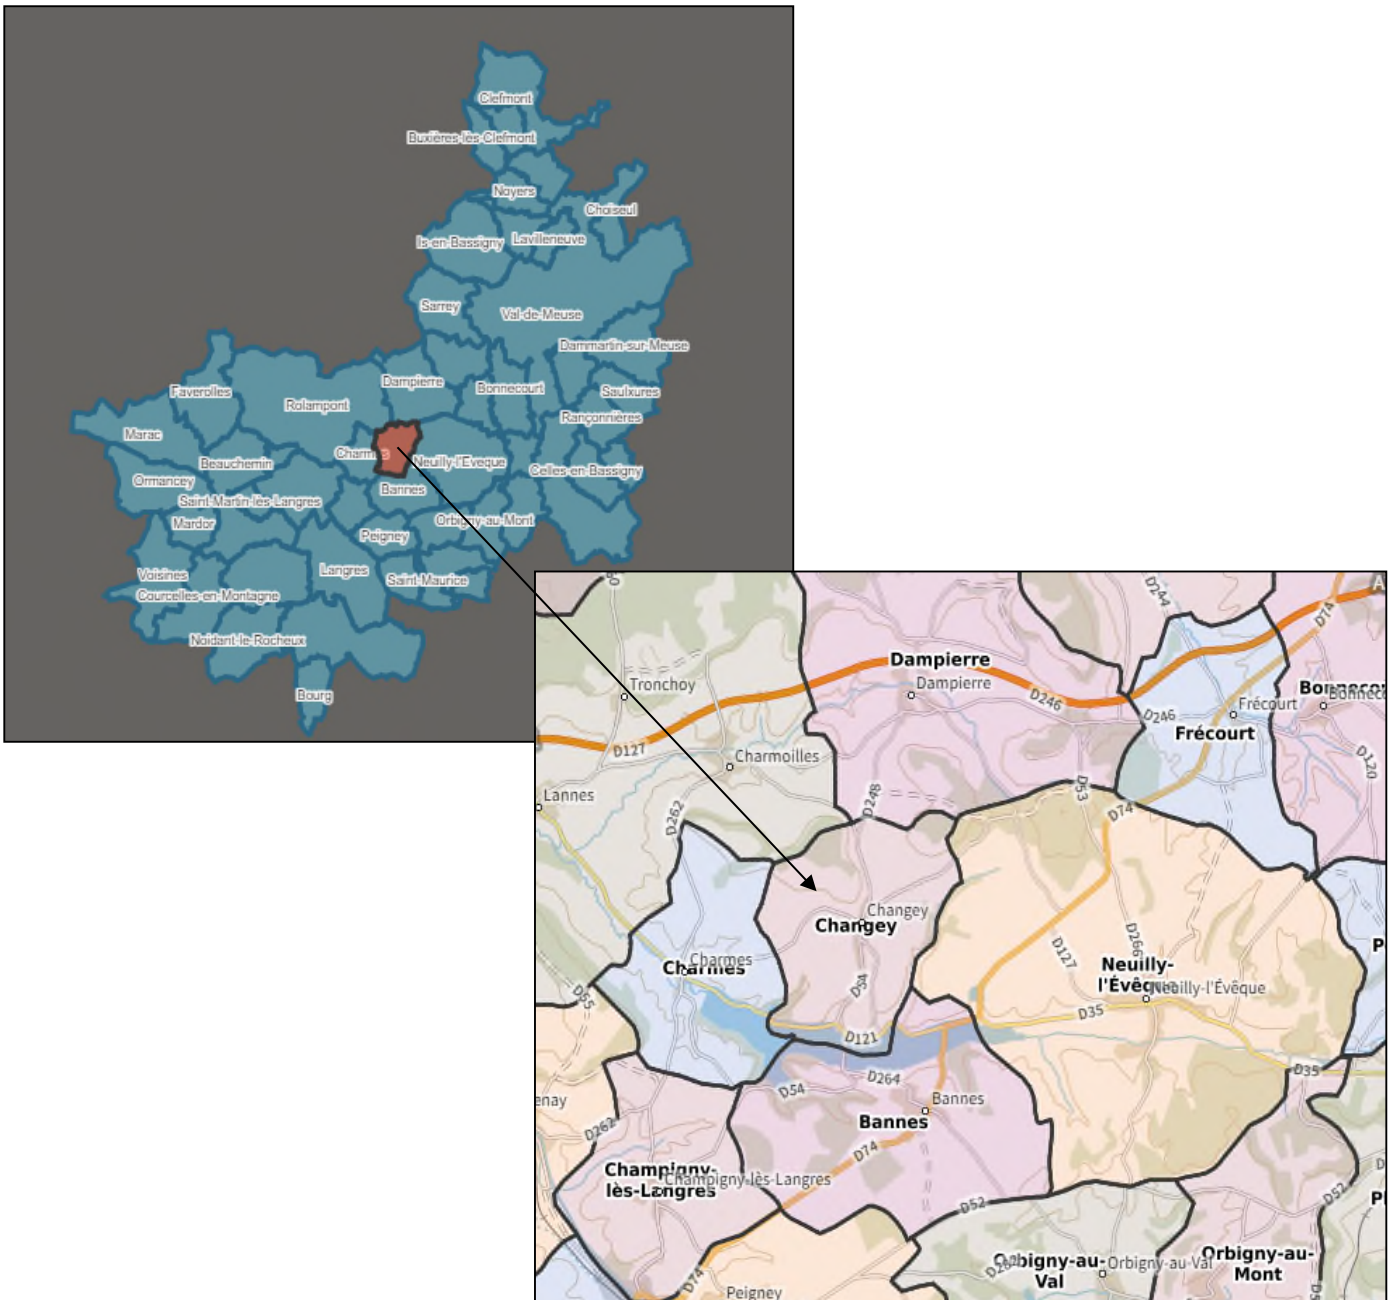 Clefmont
Buxières-lès-Clefmont
Noyers
Choiseul
Is-en-Bassigny
Lavilleneuve
Sarrey
Val-de-Meuse
Dammartin-sur-Meuse
Dampierre
Bonnecourt
Saulxures
Faverolles
Rolampont
Rançonnières
Marac
Charmes
Neuilly-l'Eveque
Beauchemin
Celles-en-Bassigny
Ormancey
Bannes
Saint-Martin-lès-Langres
Mardor
Orbigny-au-Mont
Peigney
Voisines
Langres
Saint-Maurice
Courcelles-en-Montagne
Noidant-le-Rocheux
Bourg
A
D244
D74
Dampierre
Tronchoy
Dampierre
D246
D246
Frécourt
Frécourt
D127
Charmoilles
D120
Lannes
D262
D248
D53
D74
Changey
Changey
D266
D127
Charmes
Charmes
Neuilly-
l'Évêque
Neuilly-l'Évêque
D55
D54
D35
D121
D35
D264
D54
Bannes
Bannes
enay
D262
D74
Champigny-
lès-Langres
Champigny-lès-Langres
D52
D52
Orbigny-au-
Val
Orbigny-au-Val
Orbigny-au-
Mont
D74
Peigney